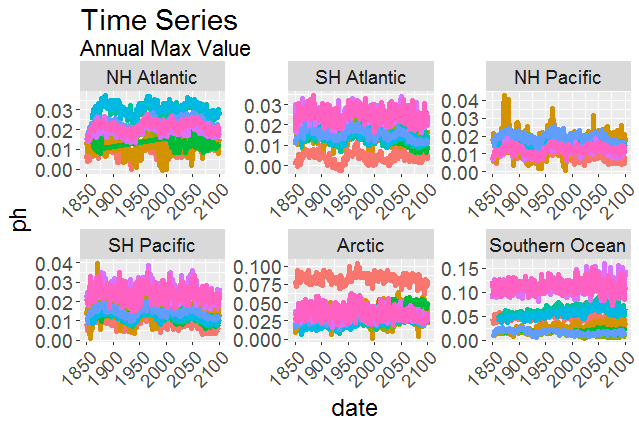 Time Series
Annual Max Value
NH Atlantic SH Atlantic NH Pacific
0.03 0.03 0.04
0.02 0.02 0.03
0.01 0.01 0.02
0.00 0.00 0.01
0.00
1850 1900 1950 2000 2050 2100 1850 1900 1950 2000 2050 2100 1850 1900 1950 2000 2050 2100
ph
SH Pacific Arctic Southern Ocean
0.04 0.100 0.15
0.03 0.075 0.10
0.02 0.050 0.05
0.01 0.025 0.00
0.00 0.000
1850 1900 1950 2000 2050 2100 1850 1900 1950 2000 2050 2100 1850 1900 1950 2000 2050 2100
date